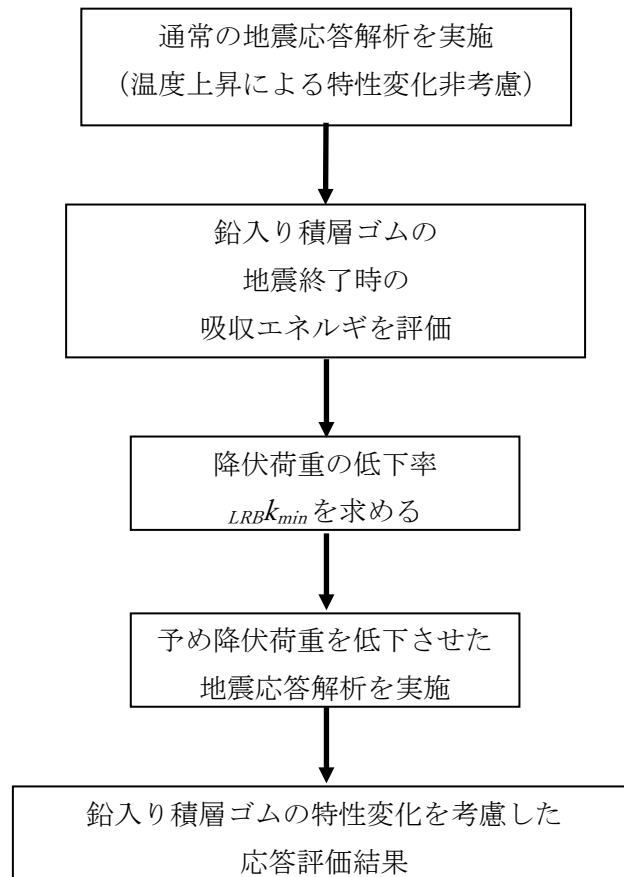 通常の地震応答解析を実施
（温度上昇による特性変化非考慮）
鉛入り積層ゴムの
地震終了時の
吸収エネルギを評価
降伏荷重の低下率
LRBkminを求める
予め降伏荷重を低下させた
地震応答解析を実施
鉛入り積層ゴムの特性変化を考慮した
応答評価結果